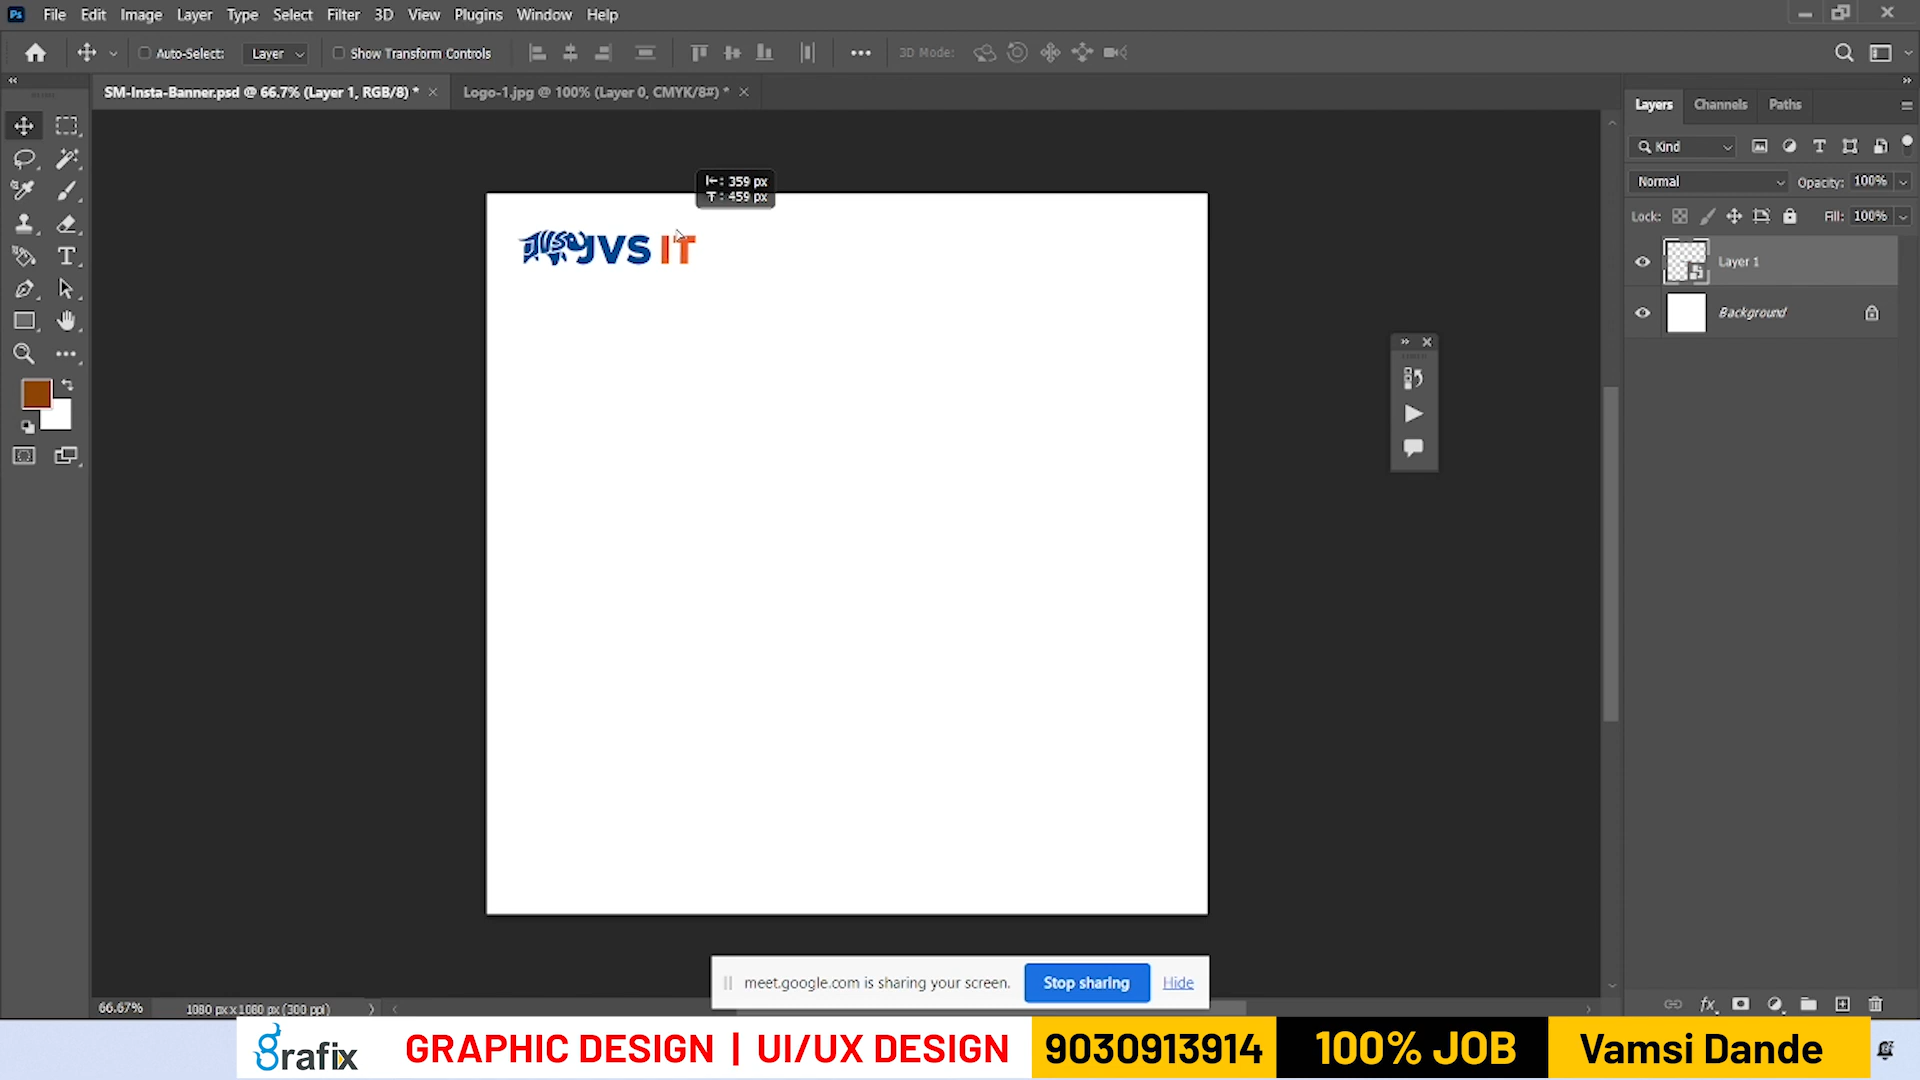 Ps File Edit Image Layer Type Select Filter 3D View Plugins Window Help
Auto-Select: Layer Show Transform Controls 3D Mode:
SM-Insta-Banner.psd @ 66.7% (Layer 1, RGB/8) * × Logo-1.jpg @ 100% (Layer 0, CMYK/8#) * ×
Layers Channels Paths
Kind
Normal Opacity: 100%
Lock: Fill: 100%
Layer 1
Background
359 px
459 px
JVS IT
meet.google.com is sharing your screen. Stop sharing Hide
66.67% 1080 px x 1080 px (300 ppi)
grafix GRAPHIC DESIGN | UI/UX DESIGN 9030913914 100% JOB Vamsi Dande